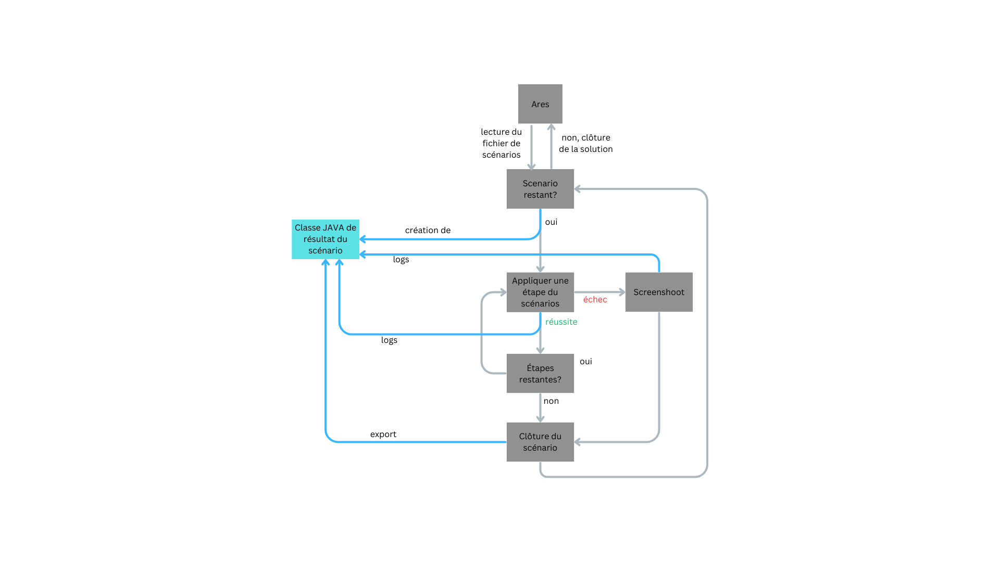 Ares
lecture du
fichier de
scénarios
non, clôture
de la solution
Scenario
restant?
oui
création de
Classe JAVA de
résultat du
scénario
logs
Appliquer une
étape du
scénarios
échec
Screenshoot
réussite
logs
Étapes
restantes?
oui
non
export
Clôture du
scénario